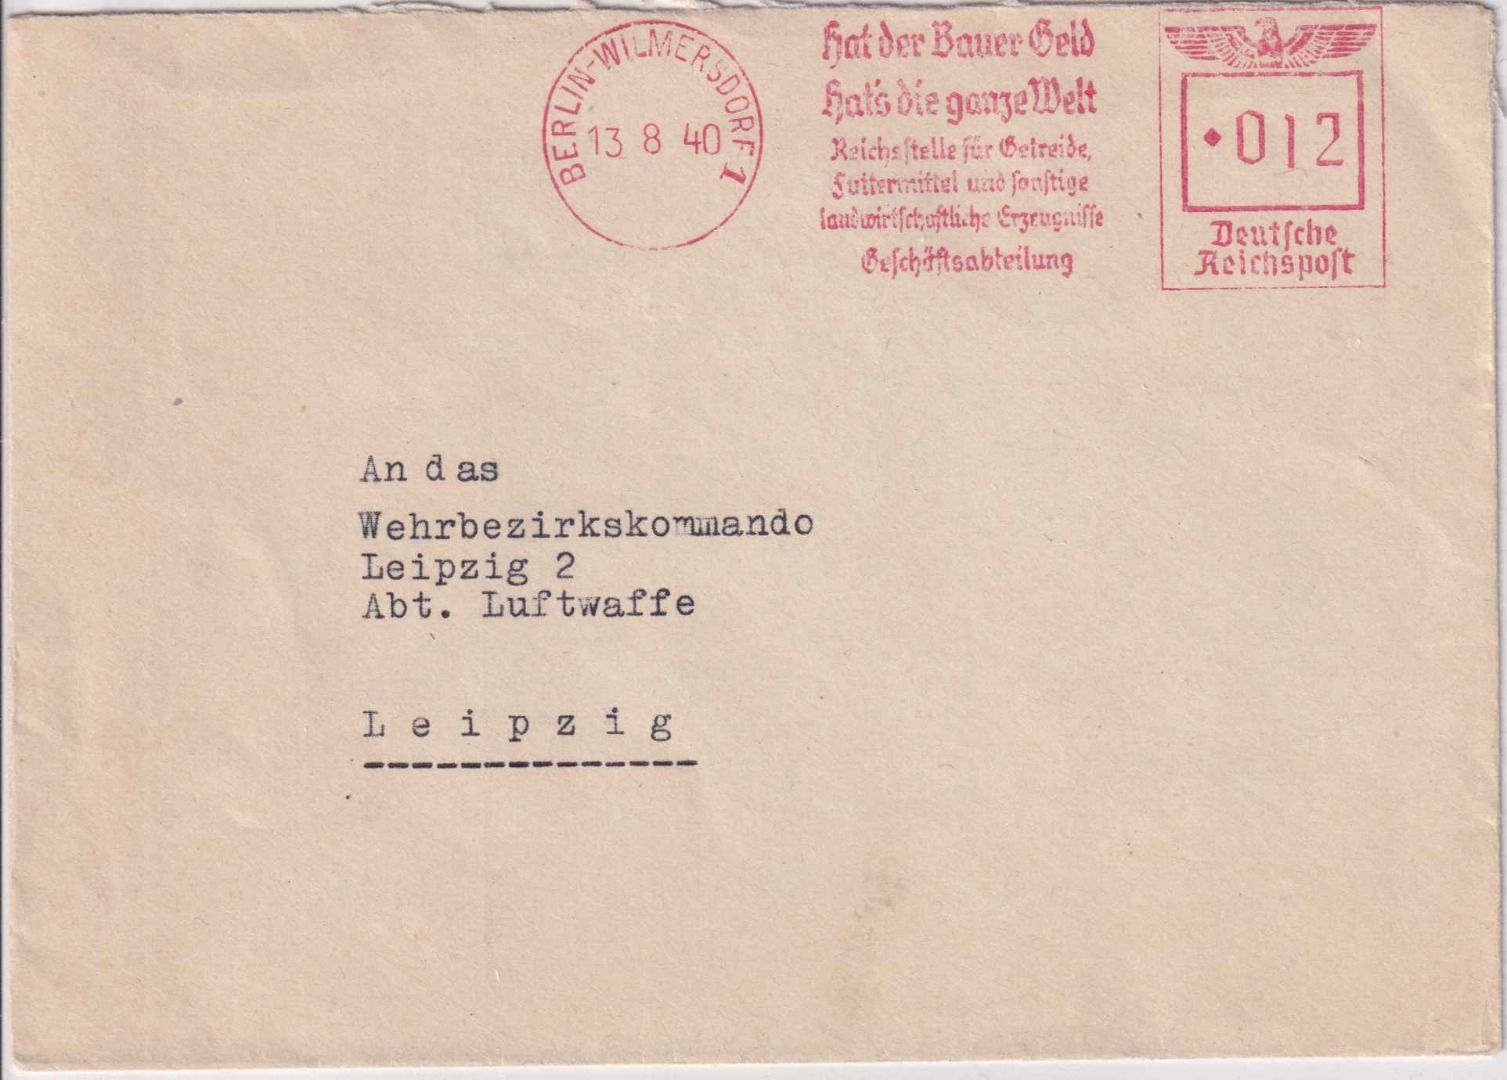 BERLIN-WILMERSDORF 1
13 8 40
Hat der Bauer Geld
Hat's die ganze Welt
Reichsstelle für Getreide,
Futtermittel und sonstige
landwirtschaftliche Erzeugnisse
Geschäftsabteilung
012
Deutsche
Reichspost
An das
Wehrbezirkskommando
Leipzig 2
Abt. Luftwaffe
Leipzig